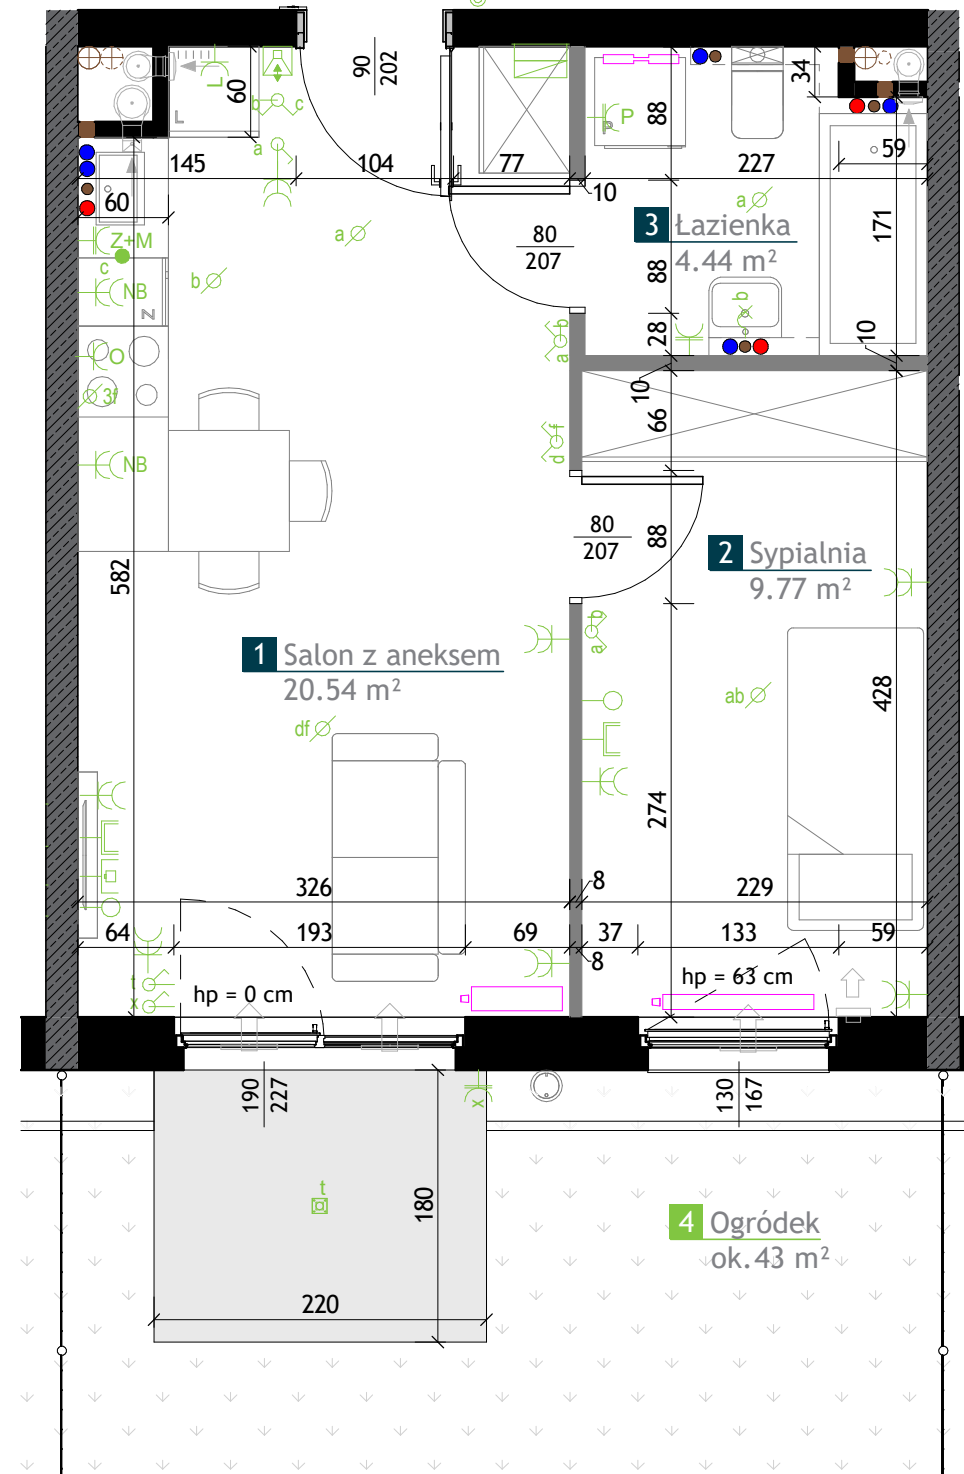 90
202
L
60
L
b
c
a
145
104
77
10
60
Z+M
c
NB
Z
O
3f
NB
a
b
80
207
P
88
34
227
59
a
3 Łazienka
4.44 m²
171
88
b
28
10
10
66
a b
d f
80
207
88
2 Sypialnia
9.77 m²
582
1 Salon z aneksem
20.54 m²
a b
ab
428
df
274
326
8
229
64
193
69
8
37
133
59
t
x
hp = 0 cm
hp = 63 cm
190
227
x
130
167
t
180
220
4 Ogródek
ok.43 m²